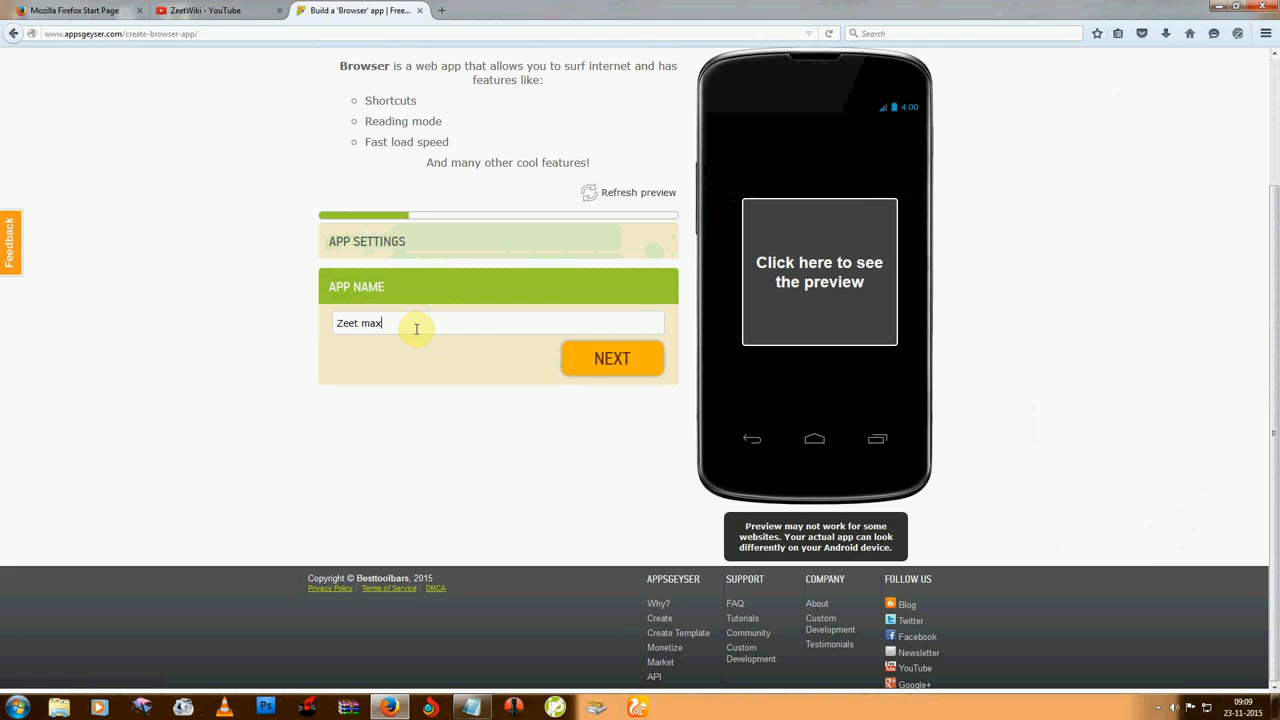 Mozilla Firefox Start Page
ZeetWiki - YouTube
Build a 'Browser' app | Free...
www.appsgeyser.com/create-browser-app/
Search
Browser is a web app that allows you to surf internet and has
features like:
Shortcuts
Reading mode
Fast load speed
And many other cool features!
Refresh preview
APP SETTINGS
APP NAME
Zeet max
NEXT
Feedback
4:00
Click here to see
the preview
Preview may not work for some
websites. Your actual app can look
differently on your Android device.
Copyright © Besttoolbars, 2015
Privacy Policy | Terms of Service | DMCA
APPSGEYSER
Why?
Create
Create Template
Monetize
Market
API
SUPPORT
FAQ
Tutorials
Community
Custom
Development
COMPANY
About
Custom
Development
Testimonials
FOLLOW US
Blog
Twitter
Facebook
Newsletter
YouTube
Google+
09:09
23-11-2015